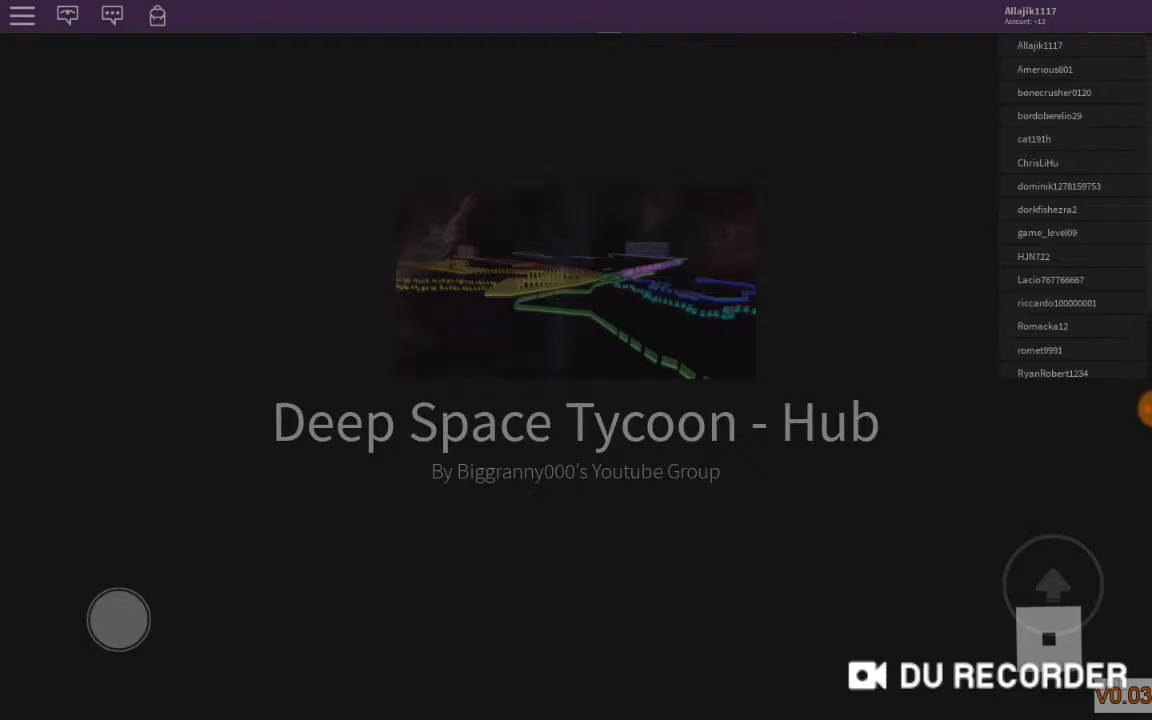 Allajik1117
Account: <13
Allajik1117
Amerious801
bonecrusher0120
bordoberelio29
cat191h
ChrisLiHu
dominik1278159753
dorkfishezra2
game_level09
HJN722
Lacio767766667
riccardo100000001
Romacka12
romet9991
RyanRobert1234
Deep Space Tycoon - Hub
By Biggranny000's Youtube Group
DU RECORDER
v0.03